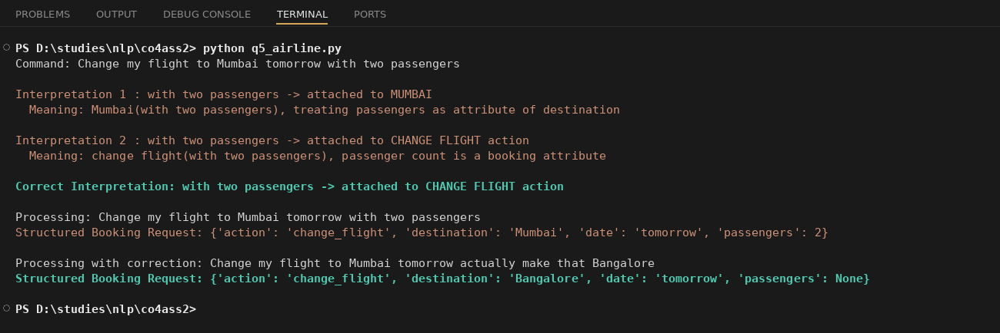 PROBLEMS OUTPUT DEBUG CONSOLE TERMINAL PORTS
PS D:\studies\nlp\co4ass2> python q5_airline.py
Command: Change my flight to Mumbai tomorrow with two passengers
Interpretation 1 : with two passengers -> attached to MUMBAI
Meaning: Mumbai(with two passengers), treating passengers as attribute of destination
Interpretation 2 : with two passengers -> attached to CHANGE FLIGHT action
Meaning: change flight(with two passengers), passenger count is a booking attribute
Correct Interpretation: with two passengers -> attached to CHANGE FLIGHT action
Processing: Change my flight to Mumbai tomorrow with two passengers
Structured Booking Request: {'action': 'change_flight', 'destination': 'Mumbai', 'date': 'tomorrow', 'passengers': 2}
Processing with correction: Change my flight to Mumbai tomorrow actually make that Bangalore
Structured Booking Request: {'action': 'change_flight', 'destination': 'Bangalore', 'date': 'tomorrow', 'passengers': None}
PS D:\studies\nlp\co4ass2>